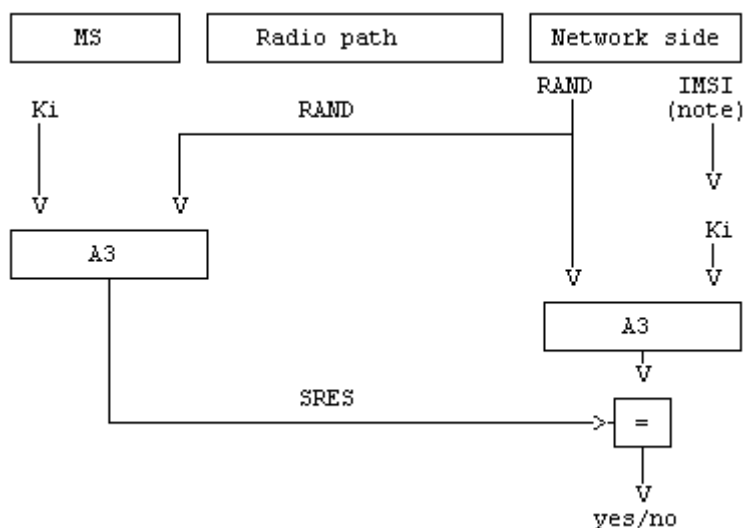 MS
Radio path
Network side
RAND
IMSI
(note)
Ki
RAND
Ki
A3
A3
SRES
=
yes/no